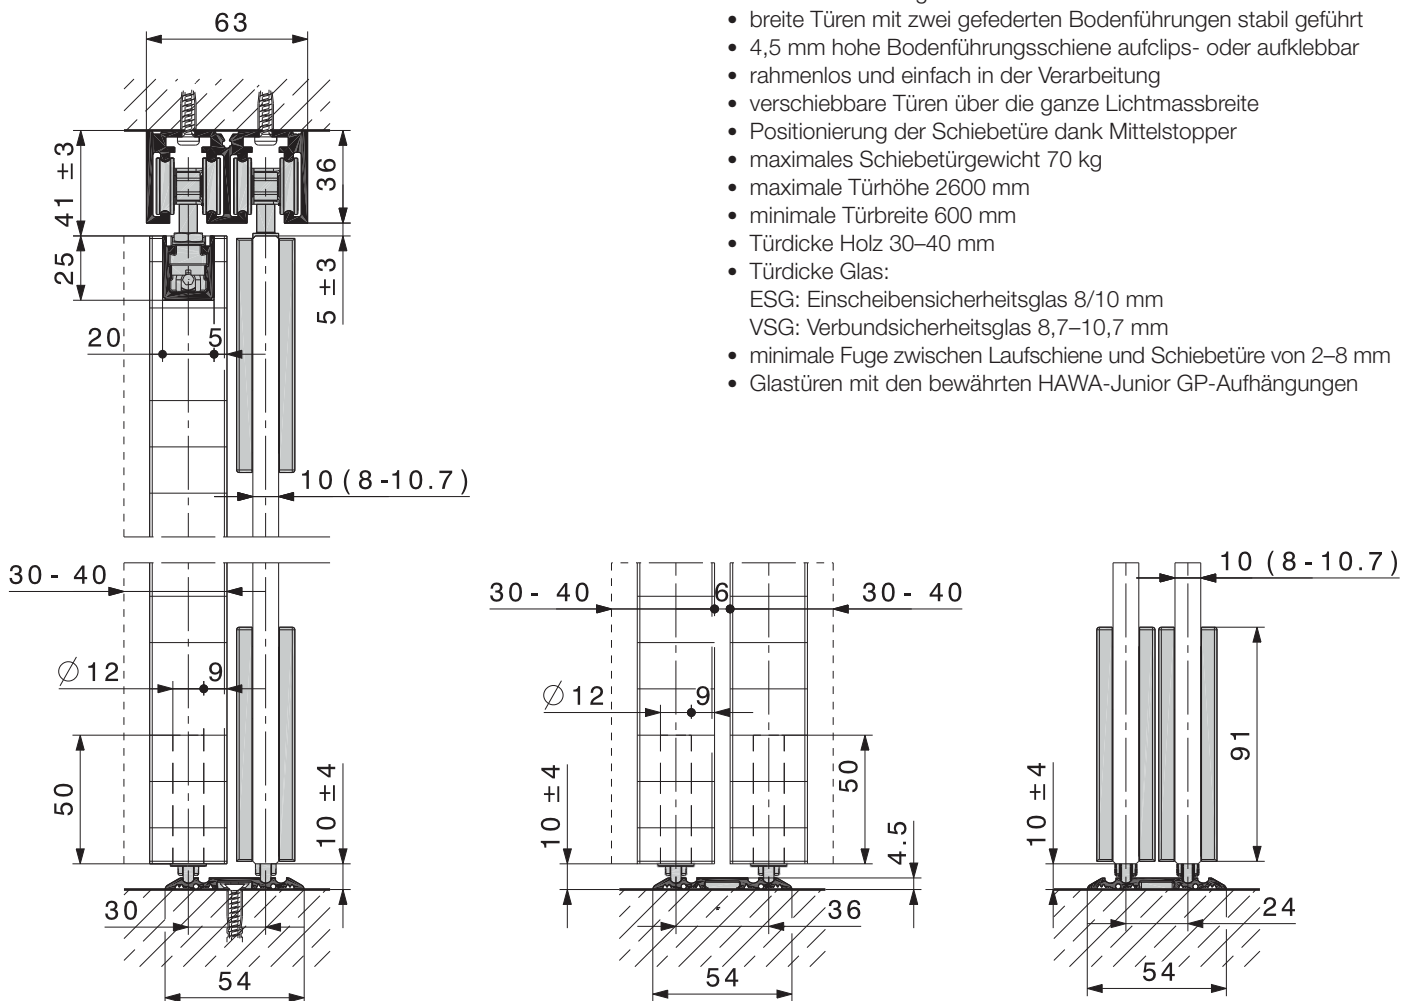 • breite Türen mit zwei gefederten Bodenführungen stabil geführt
• 4,5 mm hohe Bodenführungsschiene aufclips- oder aufklebbar
• rahmenlos und einfach in der Verarbeitung
• verschiebbare Türen über die ganze Lichtmassbreite
• Positionierung der Schiebetüre dank Mittelstopper
• maximales Schiebetürgewicht 70 kg
• maximale Türhöhe 2600 mm
• minimale Türbreite 600 mm
• Türdicke Holz 30–40 mm
• Türdicke Glas:
ESG: Einscheibensicherheitsglas 8/10 mm
VSG: Verbundsicherheitsglas 8,7–10,7 mm
• minimale Fuge zwischen Laufschiene und Schiebetüre von 2–8 mm
• Glastüren mit den bewährten HAWA-Junior GP-Aufhängungen
63
41 ±3
36
25
5 ±3
20
5
10 (8-10.7)
30- 40
∅12
9
50
10 ±4
30
54
30- 40
6
30- 40
∅12
9
10 ±4
50
4.5
36
54
10 (8-10.7)
91
10 ±4
24
54